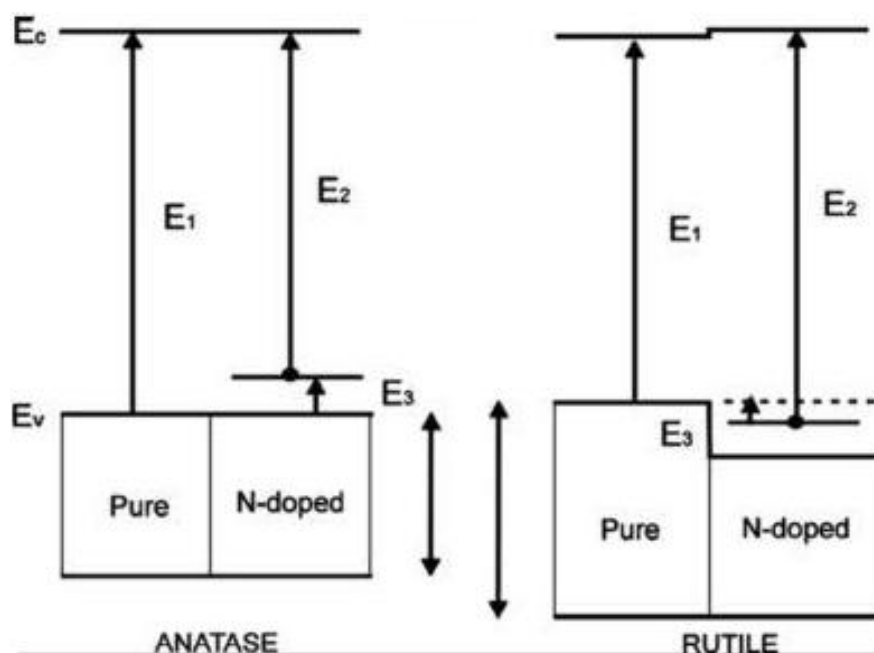 Ec
E1
E2
E3
Ev
Pure
N-doped
ANATASE
E1
E2
E3
Pure
N-doped
RUTILE